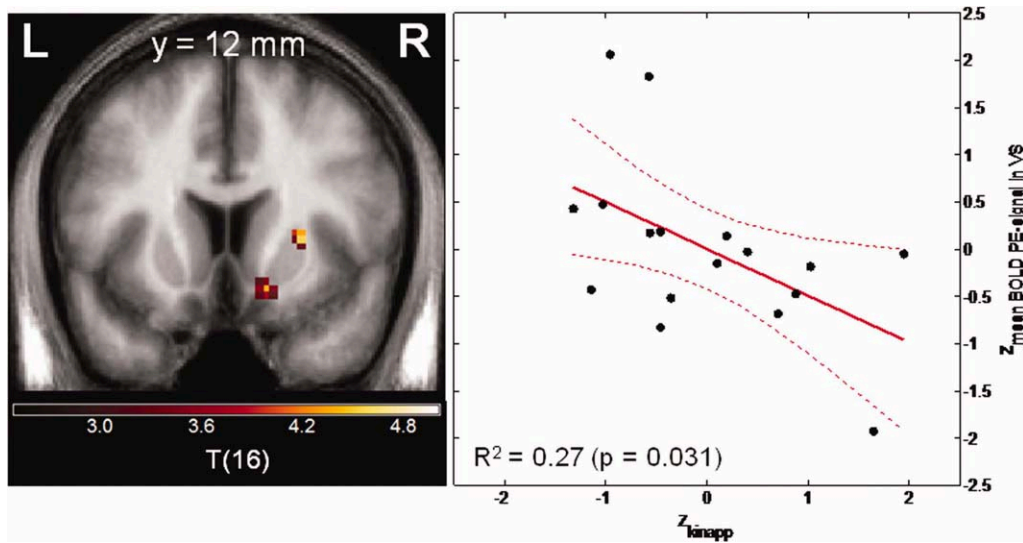 L
y = 12 mm
R
3.0 3.6 4.2 4.8
T(16)
2.5
2
1.5
1
0.5
0
-0.5
-1
-1.5
-2
-2.5
z mean BOLD PE-signal in VS
R² = 0.27 (p = 0.031)
-2 -1 0 1 2
z kinapp